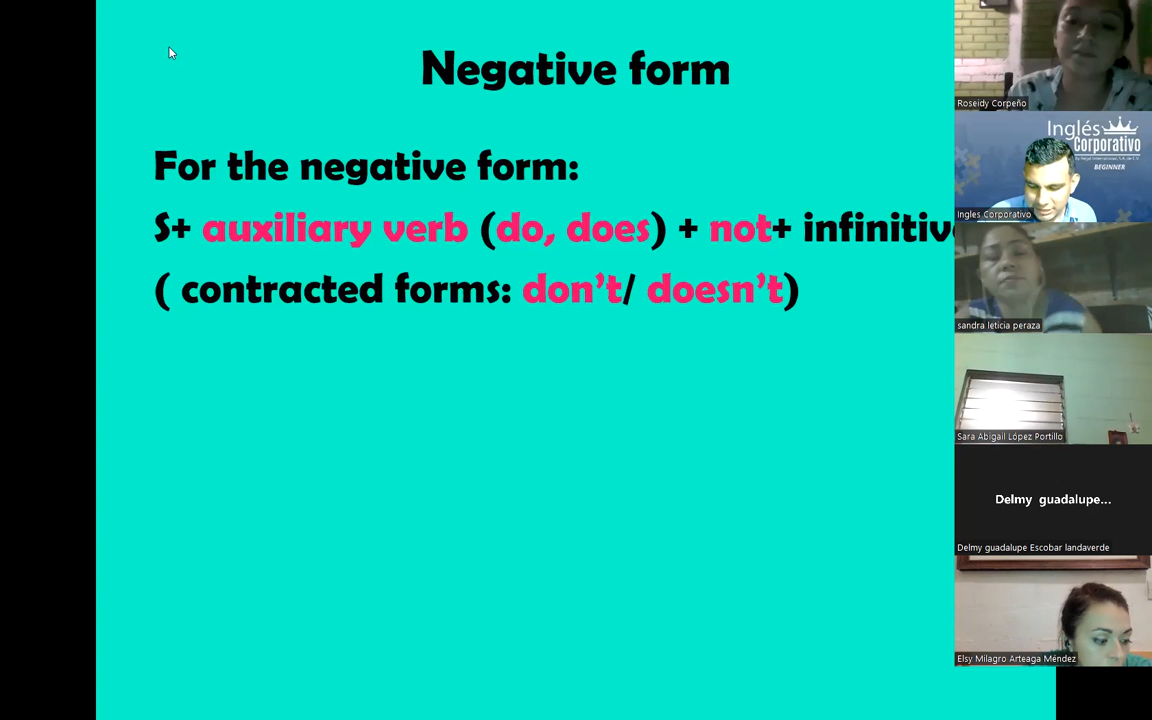 Negative form
For the negative form:
S+ auxiliary verb (do, does) + not+ infinitiv
( contracted forms: don't/ doesn't)
Roseidy Corpeño
Inglés
Corporativo
BEGINNER
Ingles Corporativo
sandra leticia peraza
Sara Abigail López Portillo
Delmy guadalupe...
Delmy guadalupe Escobar landaverde
Elsy Milagro Arteaga Méndez